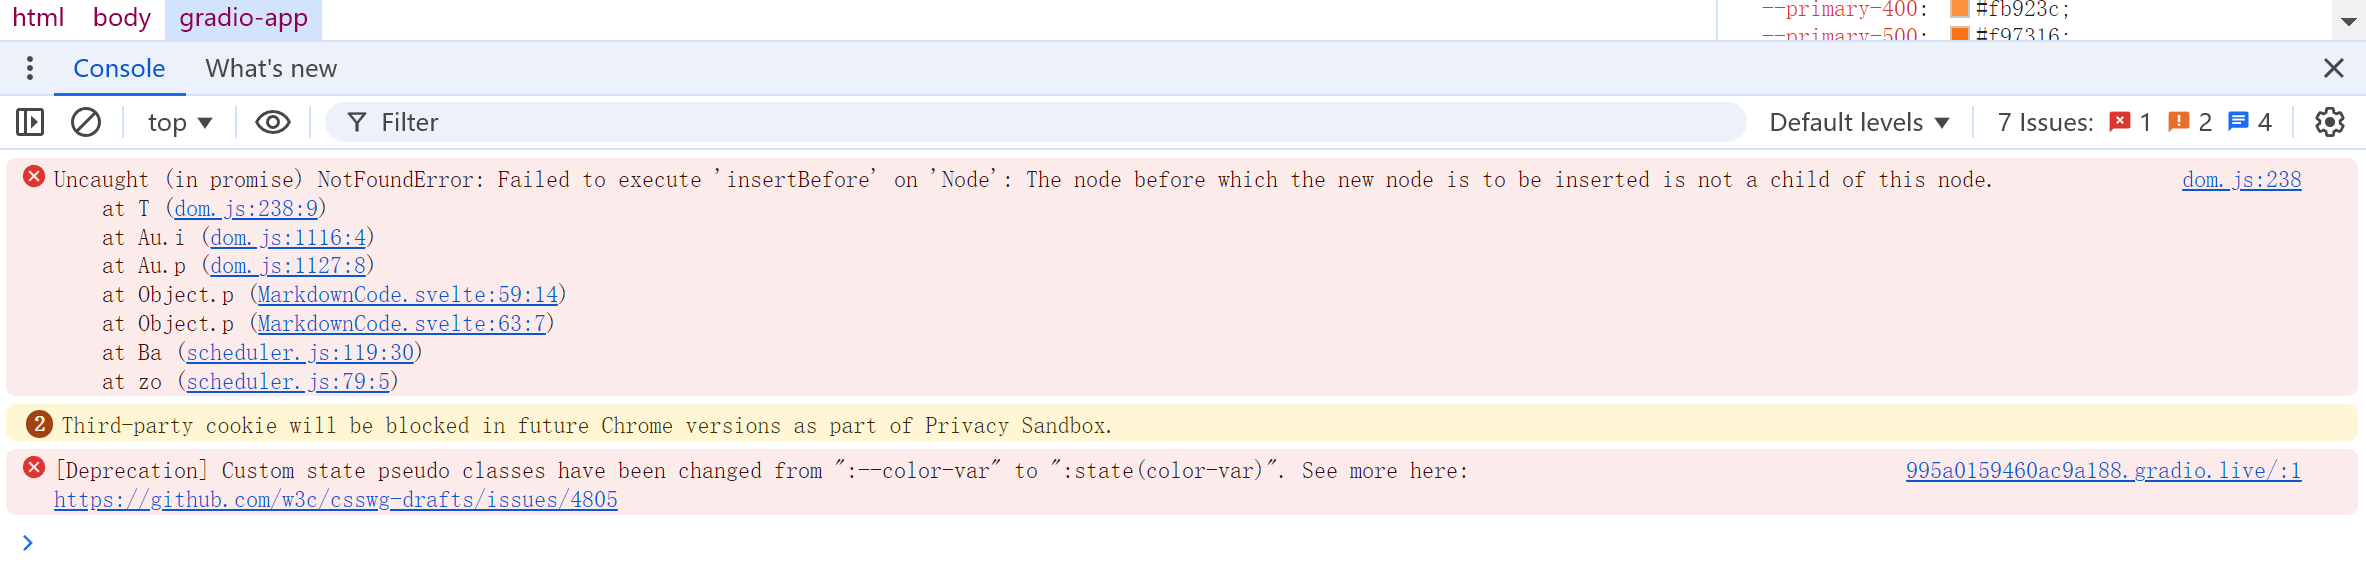 html body gradio-app
--primary-400: #fb923c;
--primary-500: #f97316;
Console What's new
top Filter Default levels 7 Issues: 1 2 4
Uncaught (in promise) NotFoundError: Failed to execute 'insertBefore' on 'Node': The node before which the new node is to be inserted is not a child of this node. dom.js:238
at T (dom.js:238:9)
at Au.i (dom.js:1116:4)
at Au.p (dom.js:1127:8)
at Object.p (MarkdownCode.svelte:59:14)
at Object.p (MarkdownCode.svelte:63:7)
at Ba (scheduler.js:119:30)
at zo (scheduler.js:79:5)
2 Third-party cookie will be blocked in future Chrome versions as part of Privacy Sandbox.
[Deprecation] Custom state pseudo classes have been changed from ":--color-var" to ":state(color-var)". See more here: 995a0159460ac9a188.gradio.live/:1
https://github.com/w3c/csswg-drafts/issues/4805